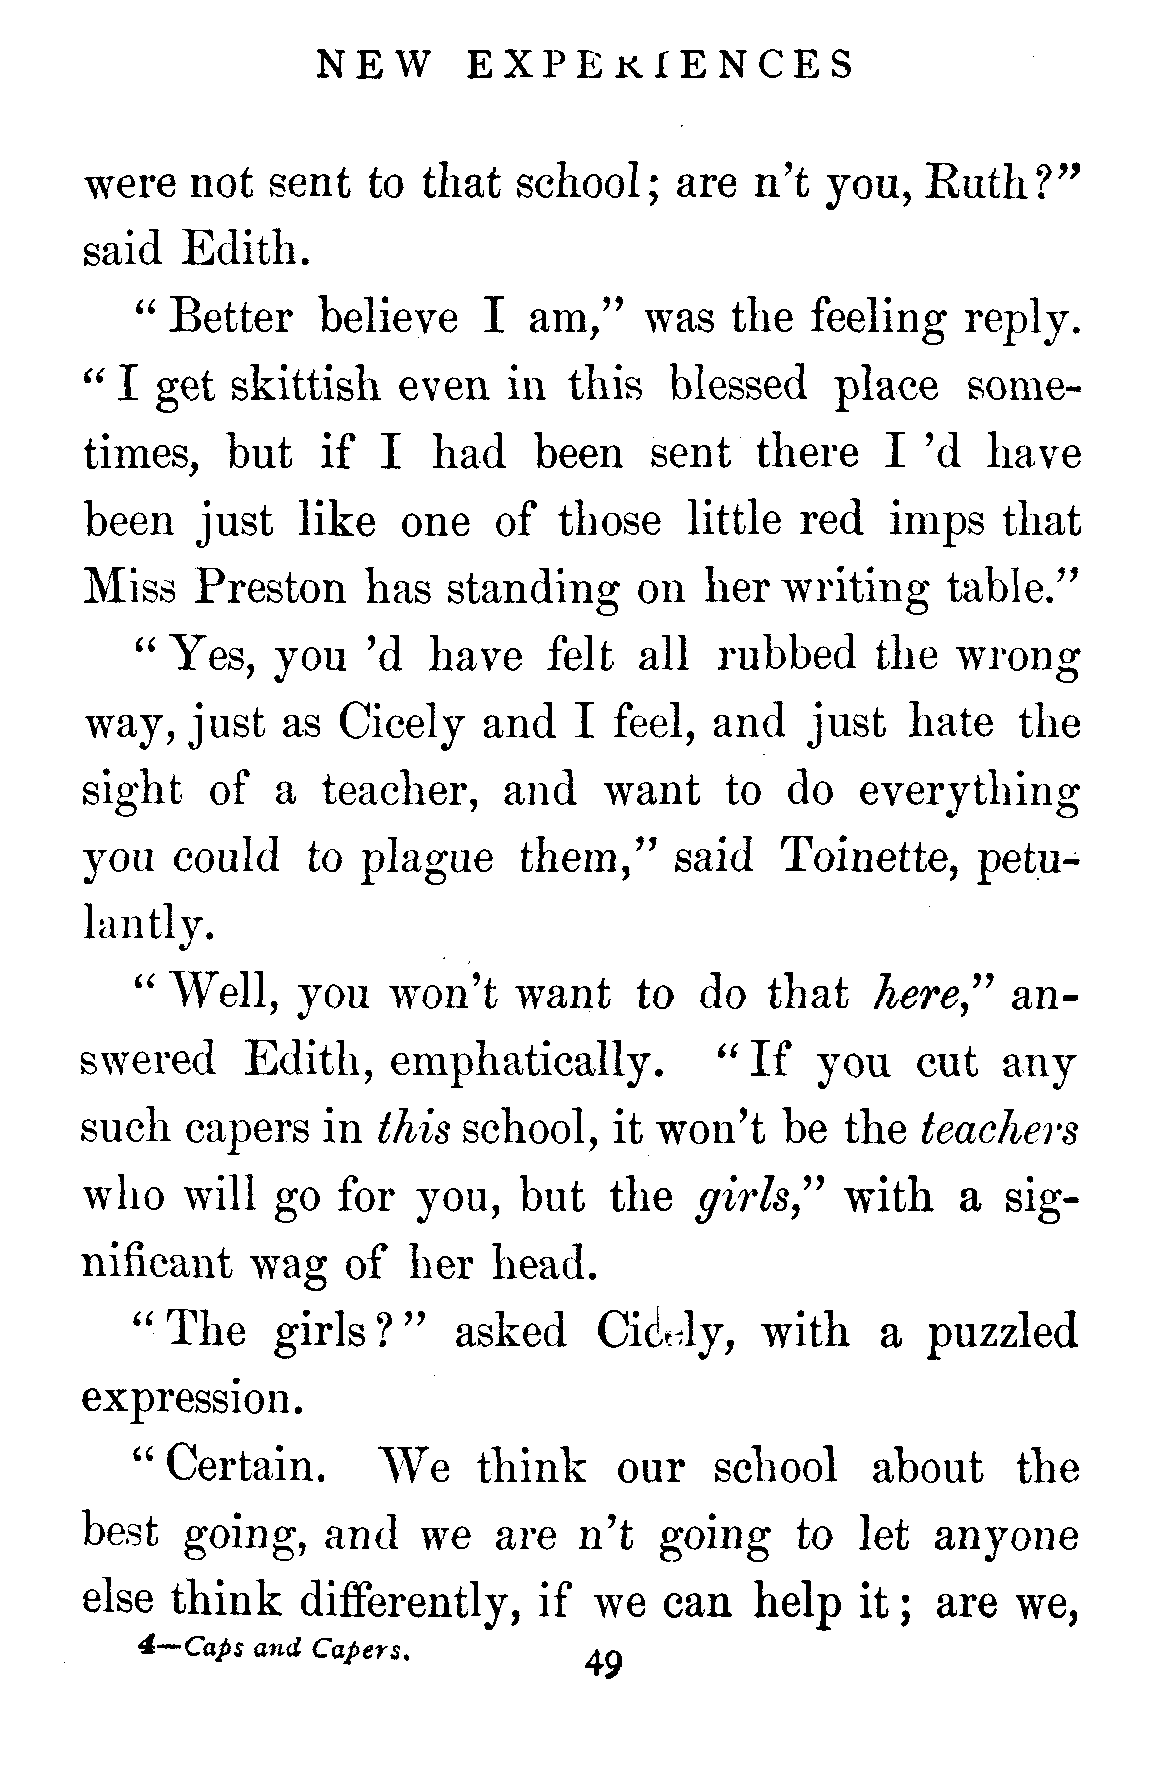 NEW EXPERIENCES
were not sent to that school; are n't you, Ruth?"
said Edith.
"Better believe I am," was the feeling reply.
"I get skittish even in this blessed place some-
times, but if I had been sent there I 'd have
been just like one of those little red imps that
Miss Preston has standing on her writing table."
"Yes, you 'd have felt all rubbed the wrong
way, just as Cicely and I feel, and just hate the
sight of a teacher, and want to do everything
you could to plague them," said Toinette, petu-
lantly.
"Well, you won't want to do that here," an-
swered Edith, emphatically. "If you cut any
such capers in this school, it won't be the teachers
who will go for you, but the girls," with a sig-
nificant wag of her head.
"The girls?" asked with a puzzled
expression.
"Certain. We think our school about the
best going, and we are n't going to let anyone
else think differently, if we can help it; are we,
4—Caps and Capers.
49